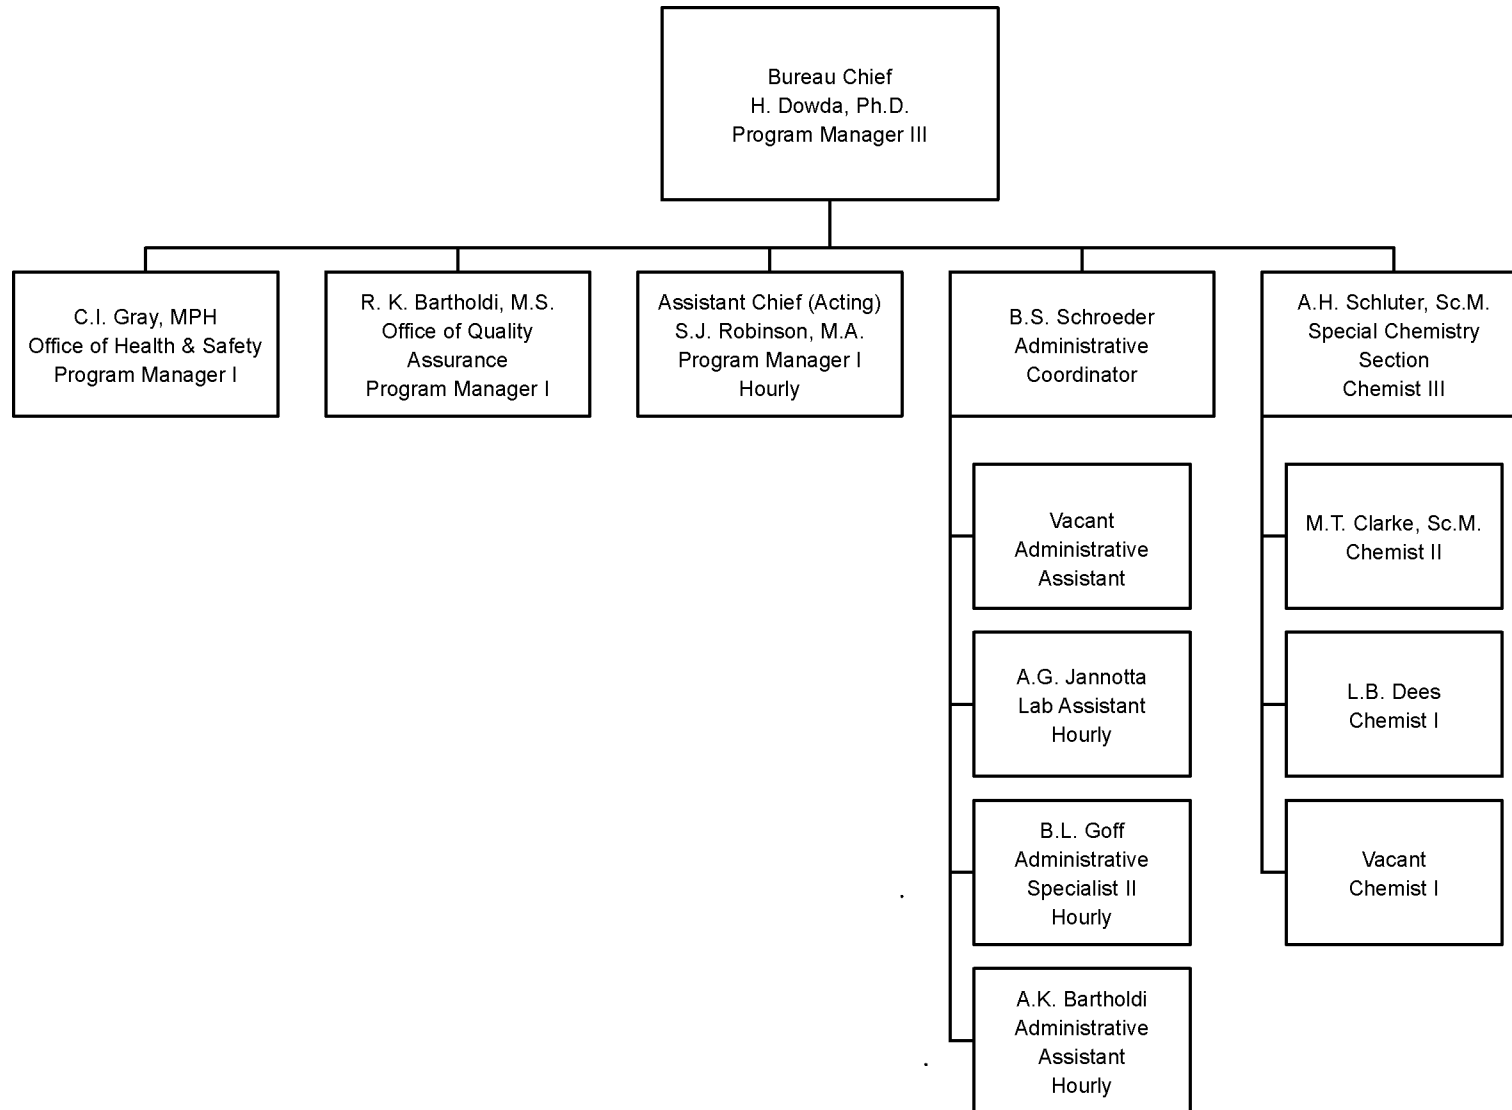 Bureau Chief
H. Dowda, Ph.D.
Program Manager III
C.I. Gray, MPH
Office of Health & Safety
Program Manager I
R. K. Bartholdi, M.S.
Office of Quality
Assurance
Program Manager I
Assistant Chief (Acting)
S.J. Robinson, M.A.
Program Manager I
Hourly
B.S. Schroeder
Administrative
Coordinator
A.H. Schluter, Sc.M.
Special Chemistry
Section
Chemist III
Vacant
Administrative
Assistant
A.G. Jannotta
Lab Assistant
Hourly
B.L. Goff
Administrative
Specialist II
Hourly
A.K. Bartholdi
Administrative
Assistant
Hourly
M.T. Clarke, Sc.M.
Chemist II
L.B. Dees
Chemist I
Vacant
Chemist I